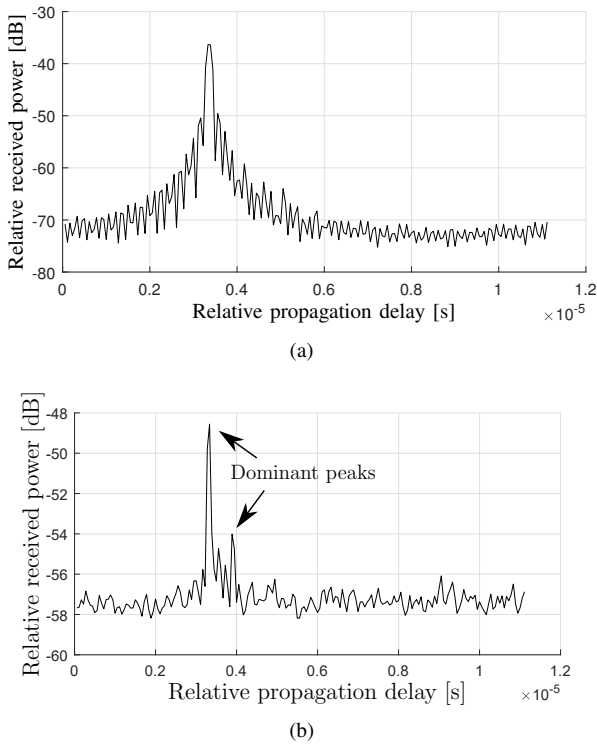 -30
-40
-50
-60
-70
-80
Relative received power [dB]
0 0.2 0.4 0.6 0.8 1 1.2
Relative propagation delay [s]
×10-5
(a)
-48
-50
-52
-54
-56
-58
-60
Relative received power [dB]
Dominant peaks
0 0.2 0.4 0.6 0.8 1 1.2
Relative propagation delay [s]
×10-5
(b)